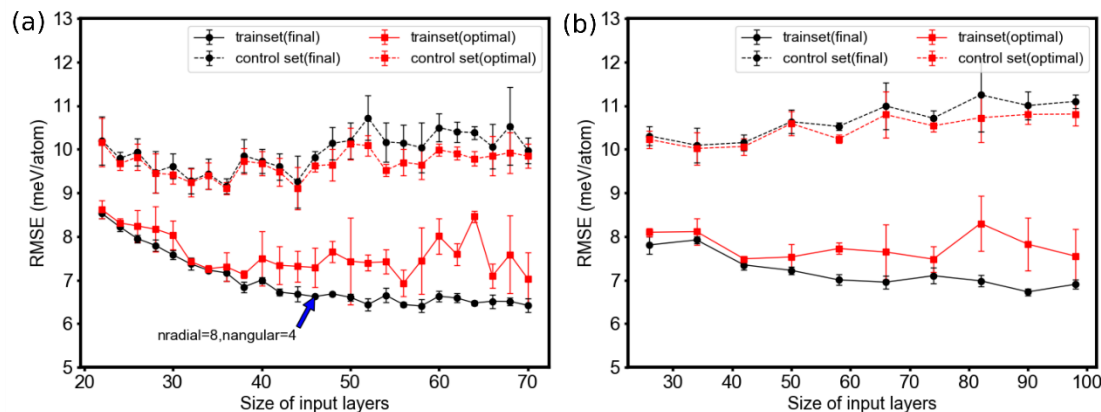 (a)
13
12
11
10
9
8
7
6
5
RMSE (meV/atom)
trainset(final)
control set(final)
trainset(optimal)
control set(optimal)
nradial=8,nangular=4
20 30 40 50 60 70
Size of input layers
(b)
13
12
11
10
9
8
7
6
5
RMSE (meV/atom)
trainset(final)
control set(final)
trainset(optimal)
control set(optimal)
30 40 50 60 70 80 90 100
Size of input layers